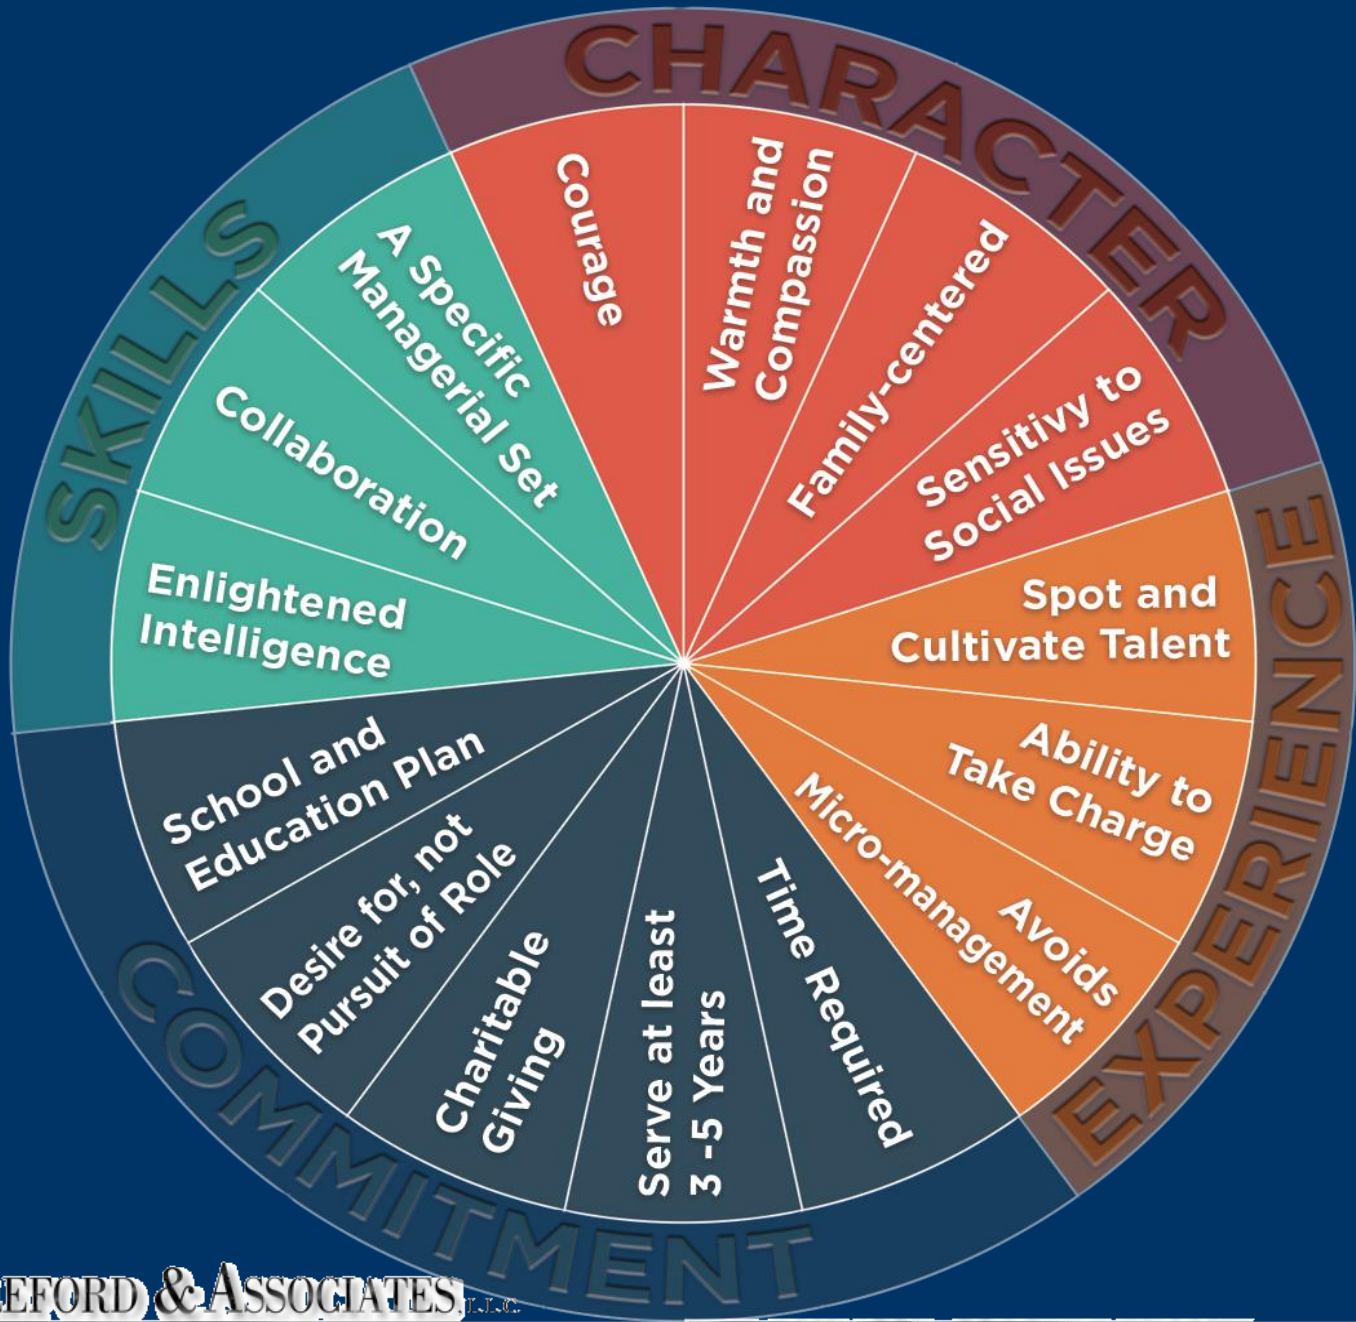 CHARACTER
Courage
Warmth and
Compassion
Family-centered
Sensitivy to
Social Issues
EXPERIENCE
Spot and
Cultivate Talent
Ability to
Take Charge
Avoids
Micro-management
COMMITMENT
Time Required
Serve at least
3 -5 Years
Charitable
Giving
Desire for, not
Pursuit of Role
School and
Education Plan
SKILLS
Enlightened
Intelligence
Collaboration
A Specific
Managerial Set
EFORD & ASSOCIATES, L.L.C.